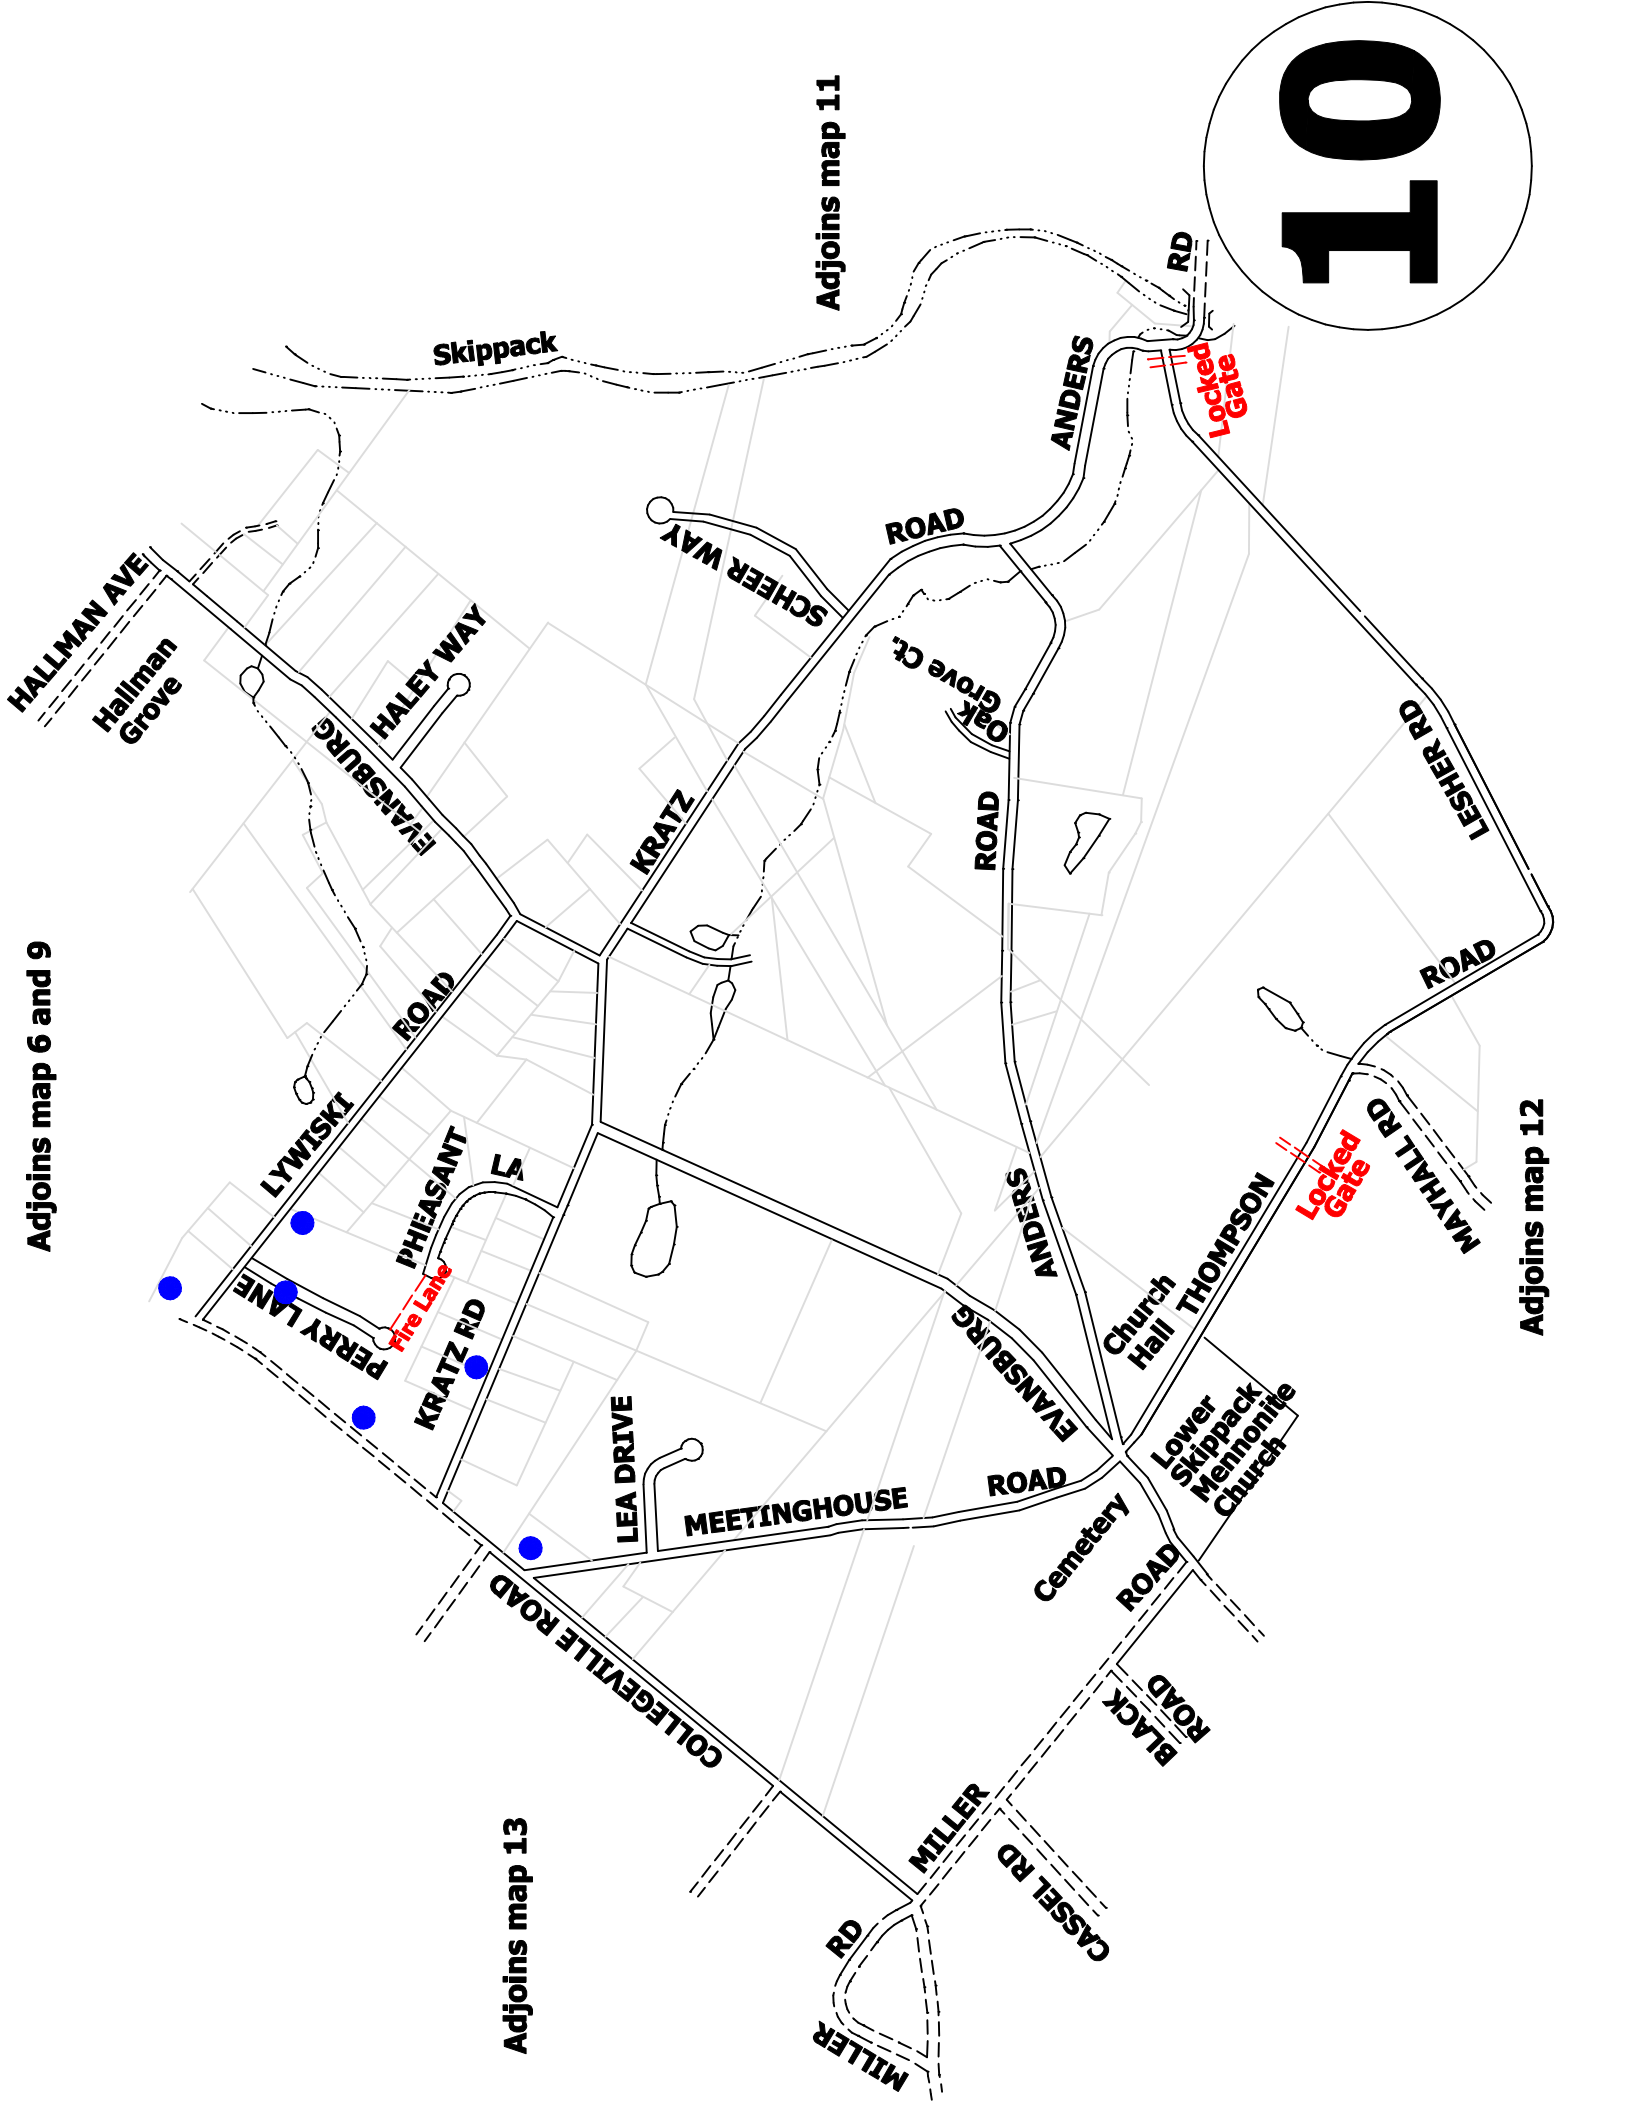 10
Adjoins map 11
RD
Skippack
ANDERS
Locked
Gate
ROAD
SCHEER WAY
HALLMAN AVE
Hallman
Grove
HALEY WAY
EVANSBURG
Oak
Grove Ct.
KRATZ
ROAD
LESHER RD
ROAD
ROAD
Adjoins map 6 and 9
LYWISKI
PHEASANT
LA
MAYHALL RD
Locked
Gate
Adjoins map 12
ANDERS
THOMPSON
PERRY LANE
Fire Lane
KRATZ RD
EVANSBURG
Church
Hall
Lower
Skippack
Mennonite
Church
LEA DRIVE
MEETINGHOUSE
ROAD
Cemetery
ROAD
COLLEGEVILLE ROAD
BLACK
ROAD
MILLER
CASSEL RD
Adjoins map 13
RD
MILLER